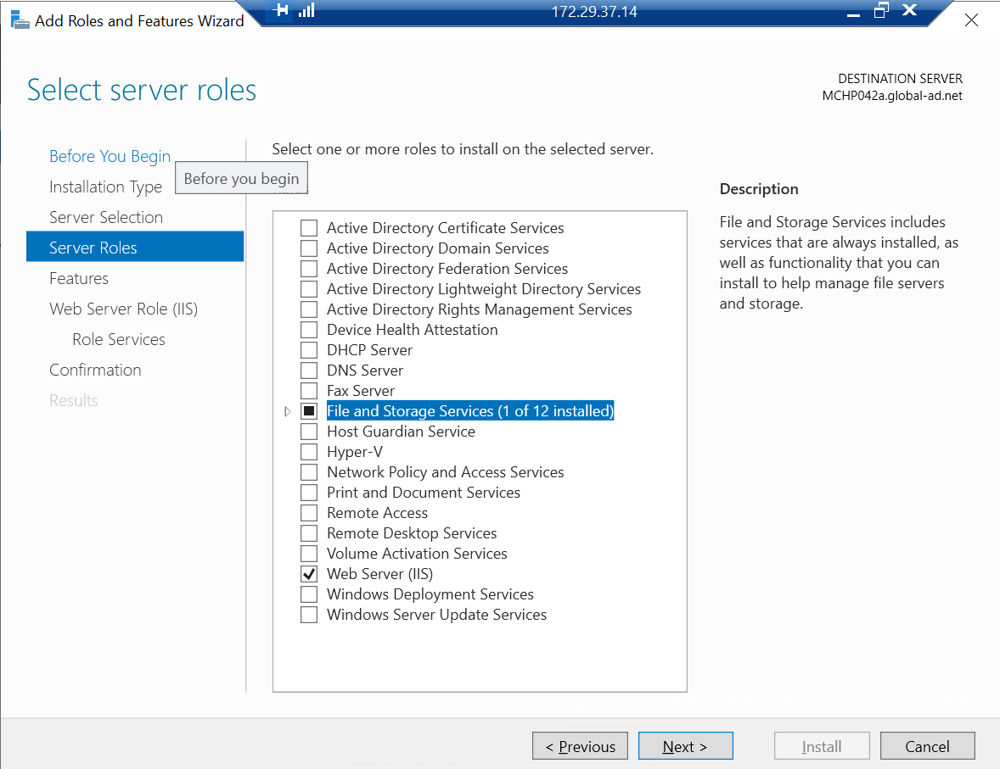 172.29.37.14
Add Roles and Features Wizard
Select server roles
DESTINATION SERVER
MCHP042a.global-ad.net
Before You Begin
Installation Type
Server Selection
Server Roles
Features
Web Server Role (IIS)
Role Services
Confirmation
Results
Before you begin
Select one or more roles to install on the selected server.
Active Directory Certificate Services
Active Directory Domain Services
Active Directory Federation Services
Active Directory Lightweight Directory Services
Active Directory Rights Management Services
Device Health Attestation
DHCP Server
DNS Server
Fax Server
File and Storage Services (1 of 12 installed)
Host Guardian Service
Hyper-V
Network Policy and Access Services
Print and Document Services
Remote Access
Remote Desktop Services
Volume Activation Services
Web Server (IIS)
Windows Deployment Services
Windows Server Update Services
Description
File and Storage Services includes
services that are always installed, as
well as functionality that you can
install to help manage file servers
and storage.
< Previous
Next >
Install
Cancel